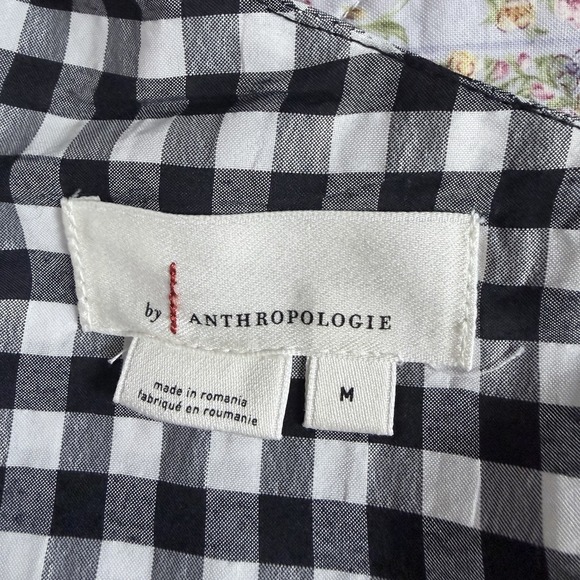 by ANTHROPOLOGIE
made in romania
fabriqué en roumanie
M